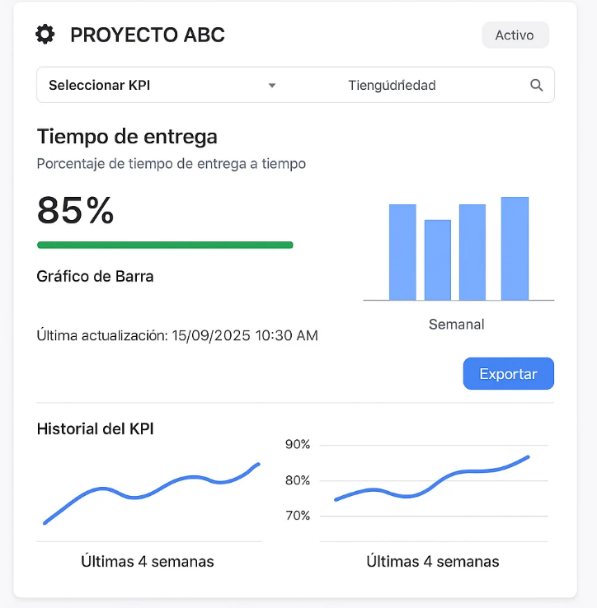 PROYECTO ABC
Activo
Seleccionar KPI
Tiempo de entrega
Porcentaje de tiempo de entrega a tiempo
85%
Gráfico de Barra
Última actualización: 15/09/2025 10:30 AM
Semanal
Exportar
Historial del KPI
90%
80%
70%
Últimas 4 semanas
Últimas 4 semanas